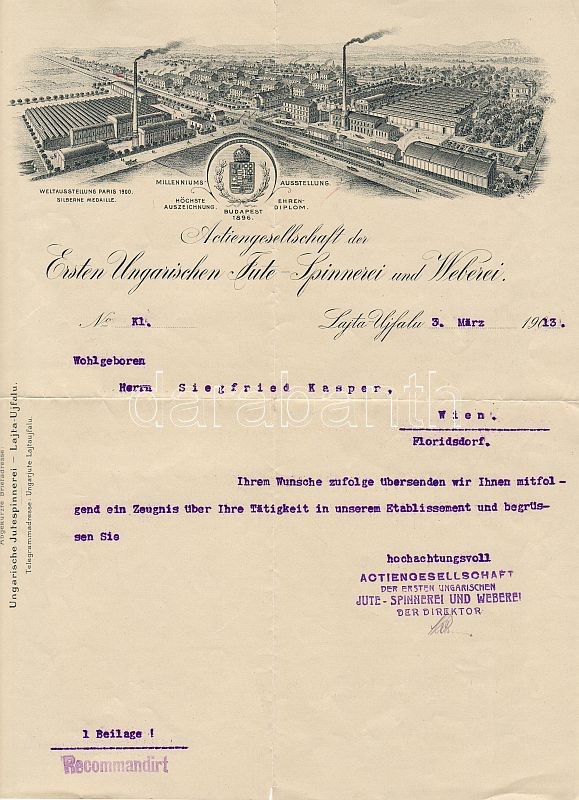 WELTAUSSTELLUNG PARIS 1900.
SILBERNE MEDAILLE.
MILLENNIUMS- AUSSTELLUNG.
HÖCHSTE AUSZEICHNUNG. EHREN-DIPLOM.
BUDAPEST
1896.
Actiengesellschaft der
Ersten Ungarischen Jute-Spinnerei und Weberei.
No Kl. Lajta Ujfalu 3. März 1913.
Wohlgeboren
Herrn Siegfried Kasper,
Wien.
Floridsdorf.
Ihrem Wunsche zufolge übersenden wir Ihnen mitfol-
gend ein Zeugnis über Ihre Tätigkeit in unserem Etablissement und begrüs-
sen Sie
hochachtungsvoll
ACTIENGESELLSCHAFT
DER ERSTEN UNGARISCHEN
JUTE-SPINNEREI UND WEBEREI
DER DIREKTOR
1 Beilage !
Recommandirt
Abgekürzte Briefadresse:
Ungarische Jutespinnerei — Lajta-Ujfalu.
Telegrammadresse: Ungarjute Lajtaujfalu.
darabanth